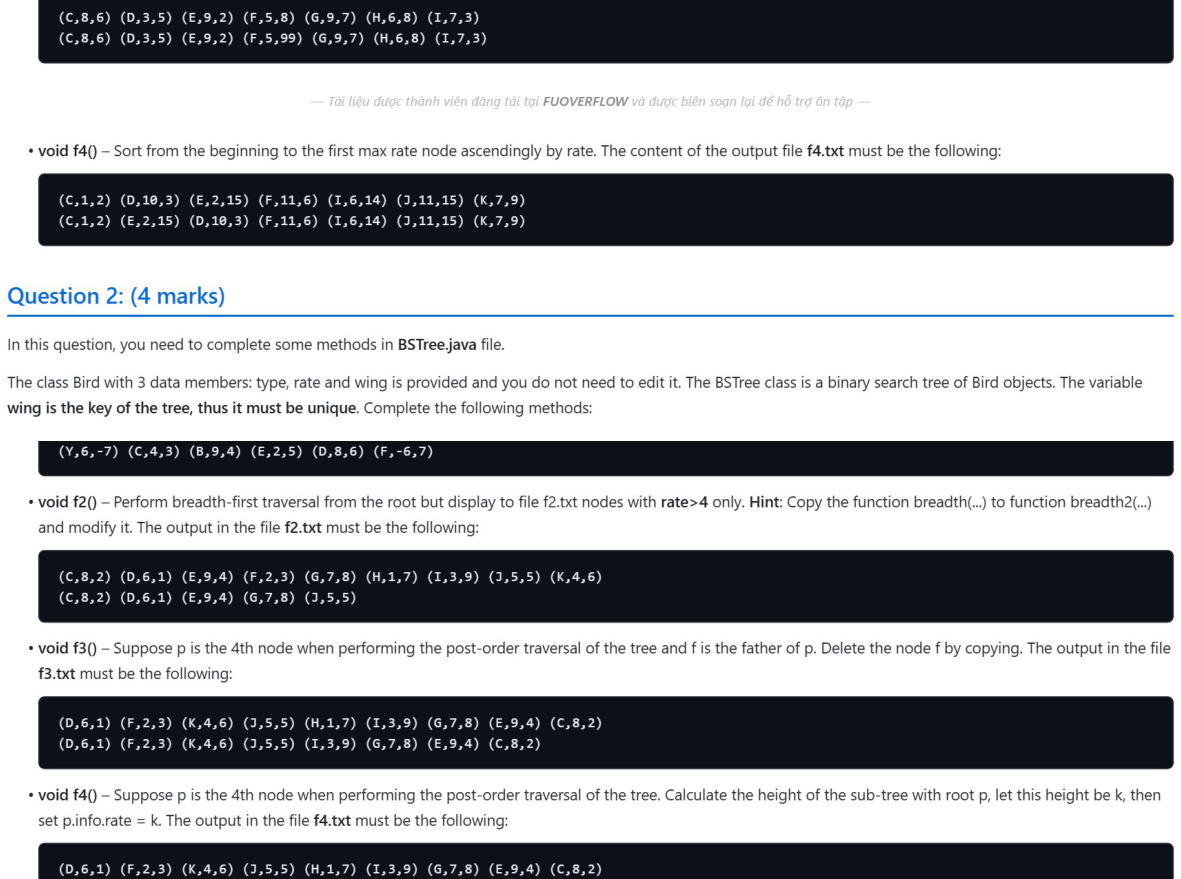 (C,8,6) (D,3,5) (E,9,2) (F,5,8) (G,9,7) (H,6,8) (I,7,3)
(C,8,6) (D,3,5) (E,9,2) (F,5,99) (G,9,7) (H,6,8) (I,7,3)
— Tài liệu được thành viên đăng tải tại FUOVERFLOW và được biên soạn lại để hỗ trợ ôn tập —
• void f4() – Sort from the beginning to the first max rate node ascendingly by rate. The content of the output file f4.txt must be the following:
(C,1,2) (D,10,3) (E,2,15) (F,11,6) (I,6,14) (J,11,15) (K,7,9)
(C,1,2) (E,2,15) (D,10,3) (F,11,6) (I,6,14) (J,11,15) (K,7,9)
Question 2: (4 marks)
In this question, you need to complete some methods in BSTree.java file.
The class Bird with 3 data members: type, rate and wing is provided and you do not need to edit it. The BSTree class is a binary search tree of Bird objects. The variable
wing is the key of the tree, thus it must be unique. Complete the following methods:
(Y,6,-7) (C,4,3) (B,9,4) (E,2,5) (D,8,6) (F,-6,7)
• void f2() – Perform breadth-first traversal from the root but display to file f2.txt nodes with rate>4 only. Hint: Copy the function breadth(...) to function breadth2(...)
and modify it. The output in the file f2.txt must be the following:
(C,8,2) (D,6,1) (E,9,4) (F,2,3) (G,7,8) (H,1,7) (I,3,9) (J,5,5) (K,4,6)
(C,8,2) (D,6,1) (E,9,4) (G,7,8) (J,5,5)
• void f3() – Suppose p is the 4th node when performing the post-order traversal of the tree and f is the father of p. Delete the node f by copying. The output in the file
f3.txt must be the following:
(D,6,1) (F,2,3) (K,4,6) (J,5,5) (H,1,7) (I,3,9) (G,7,8) (E,9,4) (C,8,2)
(D,6,1) (F,2,3) (K,4,6) (J,5,5) (I,3,9) (G,7,8) (E,9,4) (C,8,2)
• void f4() – Suppose p is the 4th node when performing the post-order traversal of the tree. Calculate the height of the sub-tree with root p, let this height be k, then
set p.info.rate = k. The output in the file f4.txt must be the following:
(D,6,1) (F,2,3) (K,4,6) (J,5,5) (H,1,7) (I,3,9) (G,7,8) (E,9,4) (C,8,2)